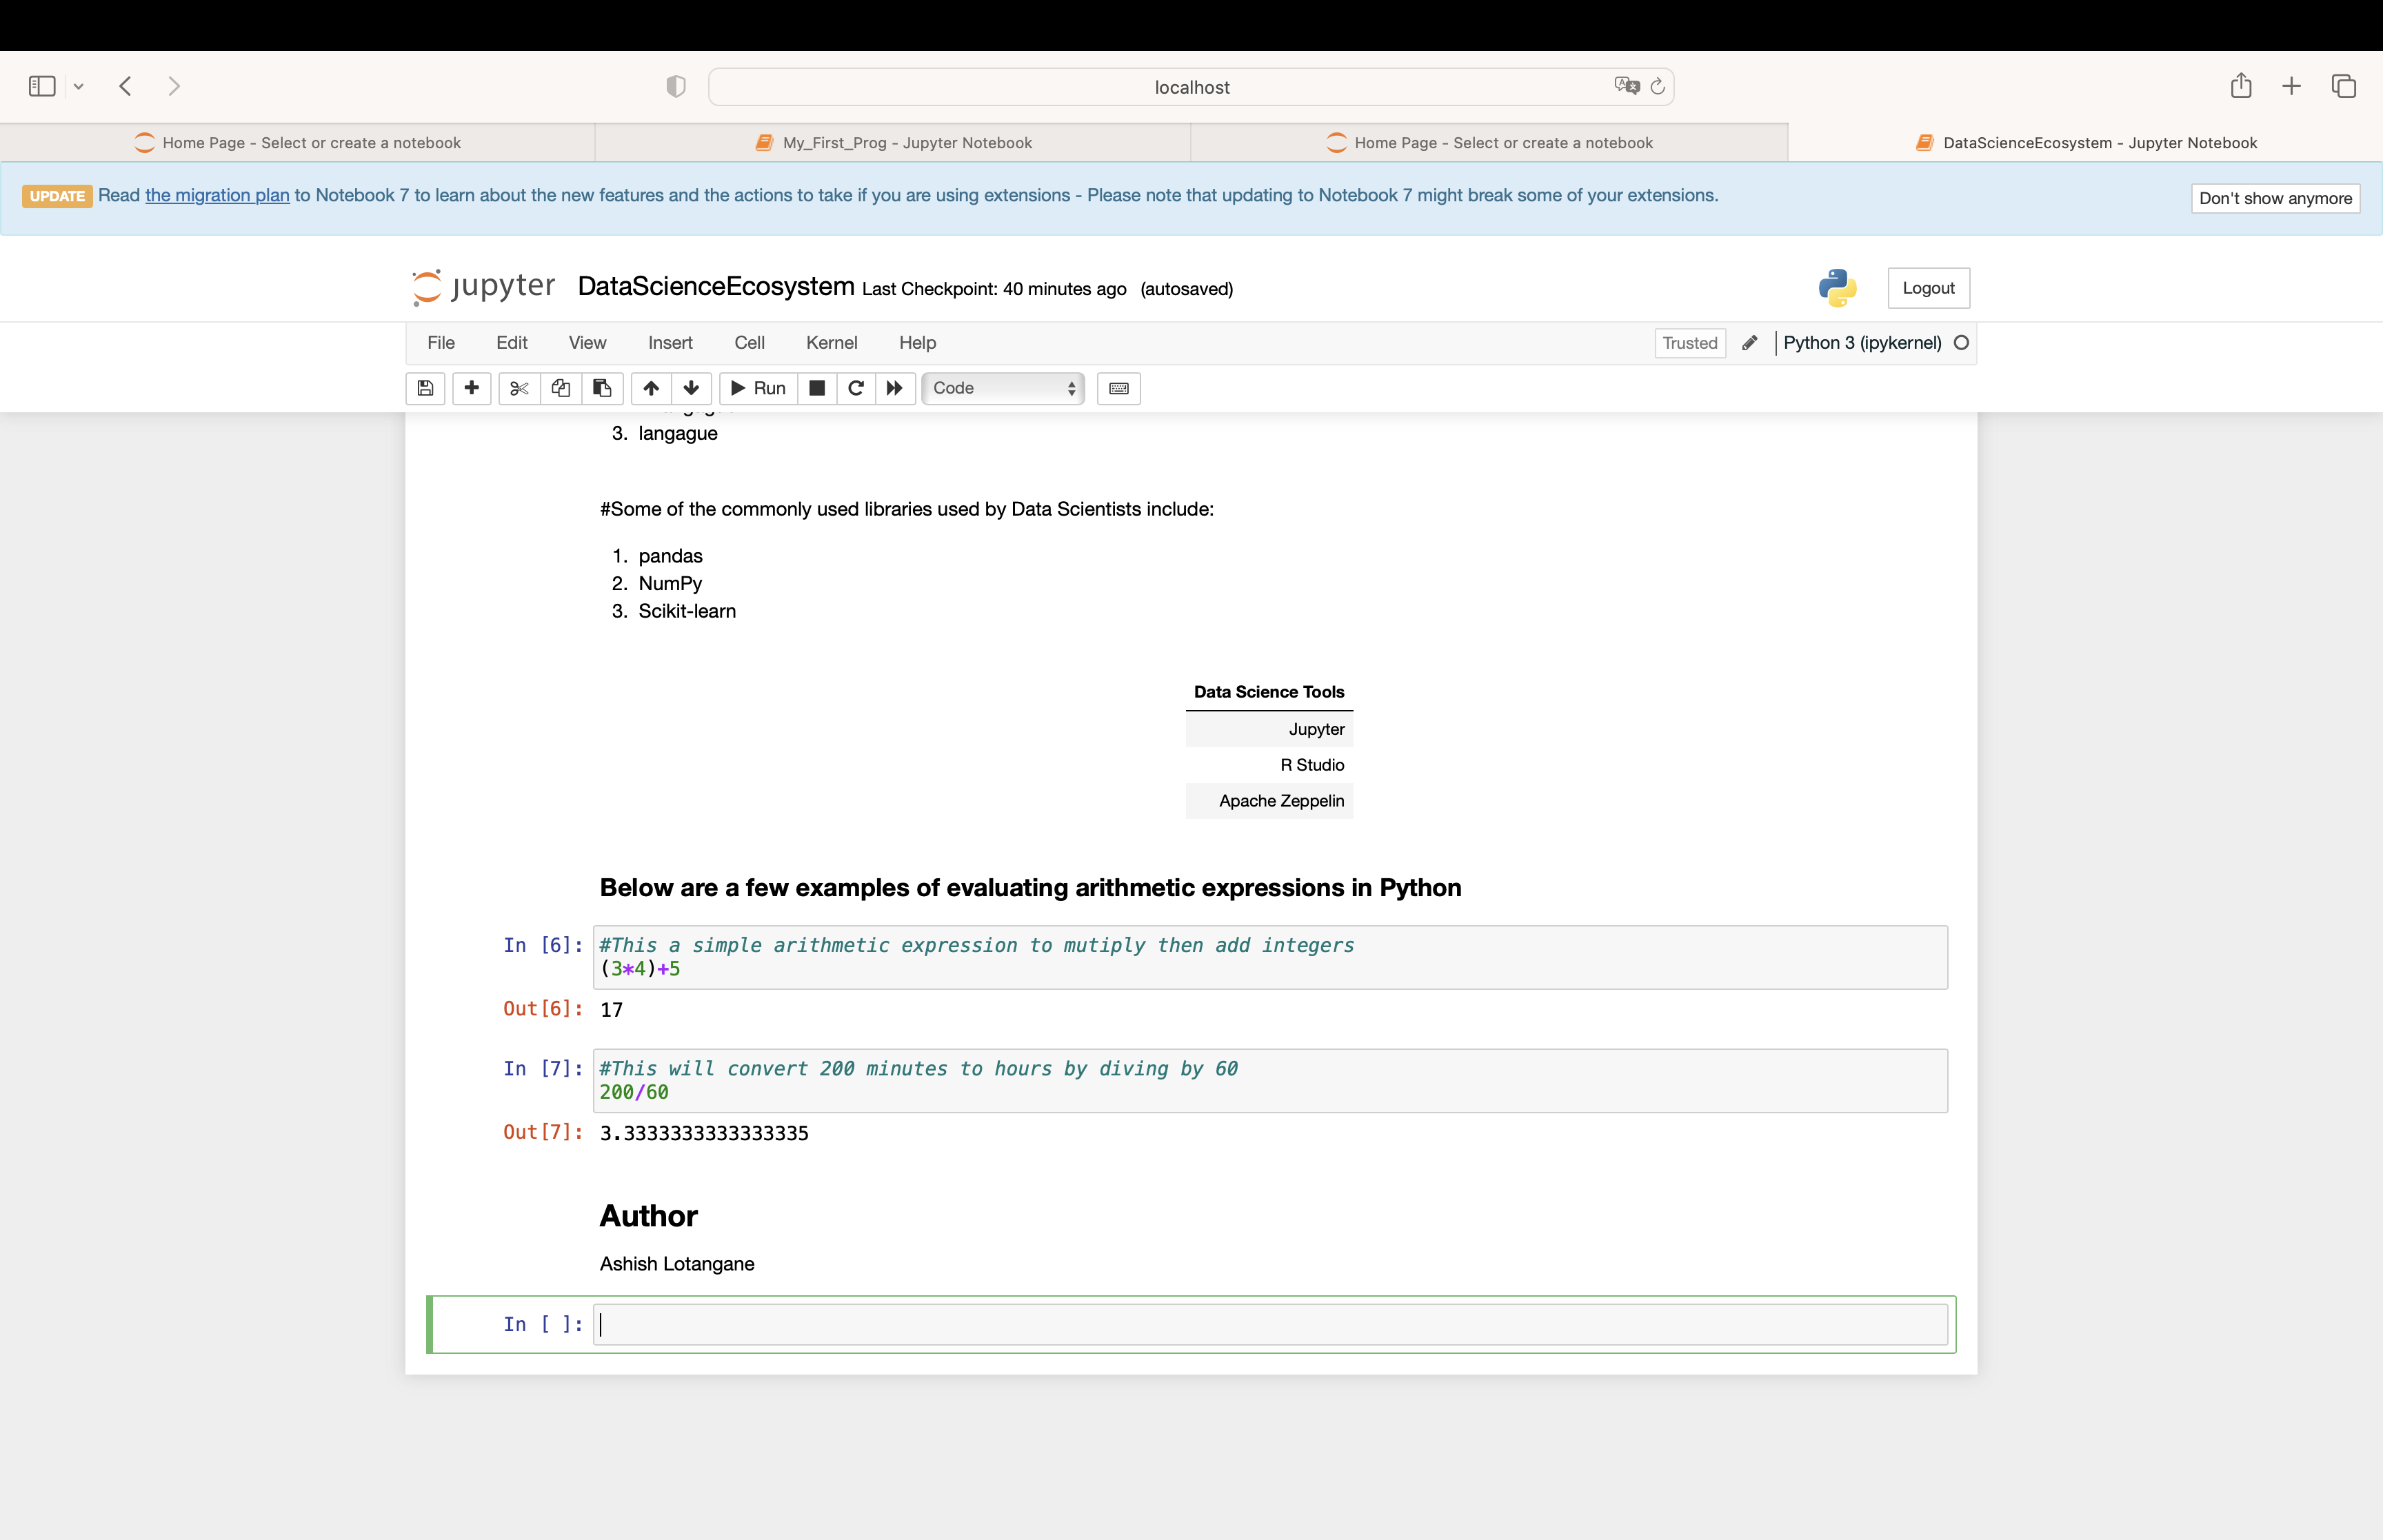 localhost
Home Page - Select or create a notebook
My_First_Prog - Jupyter Notebook
Home Page - Select or create a notebook
DataScienceEcosystem - Jupyter Notebook
UPDATE Read the migration plan to Notebook 7 to learn about the new features and the actions to take if you are using extensions - Please note that updating to Notebook 7 might break some of your extensions.
Don't show anymore
jupyter DataScienceEcosystem Last Checkpoint: 40 minutes ago (autosaved)
Logout
File Edit View Insert Cell Kernel Help
Trusted
Python 3 (ipykernel)
Run
Code
3. langague
#Some of the commonly used libraries used by Data Scientists include:
1. pandas
2. NumPy
3. Scikit-learn
Data Science Tools
Jupyter
R Studio
Apache Zeppelin
Below are a few examples of evaluating arithmetic expressions in Python
In [6]: #This a simple arithmetic expression to mutiply then add integers
(3*4)+5
Out[6]: 17
In [7]: #This will convert 200 minutes to hours by diving by 60
200/60
Out[7]: 3.3333333333333335
Author
Ashish Lotangane
In [ ]: